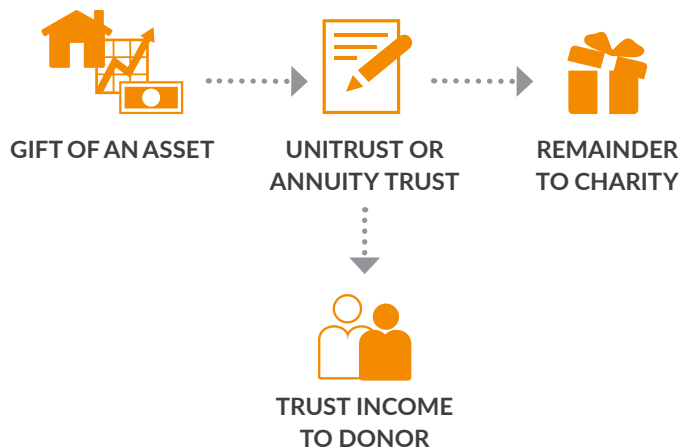 GIFT OF AN ASSET
UNITRUST OR
ANNUITY TRUST
REMAINDER
TO CHARITY
TRUST INCOME
TO DONOR